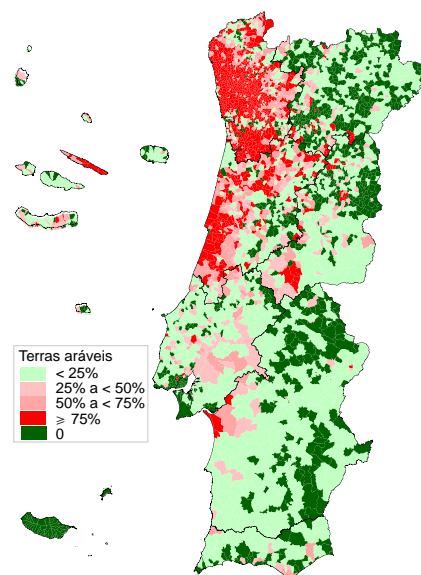 Terras aráveis
< 25%
25% a < 50%
50% a < 75%
⩾ 75%
0